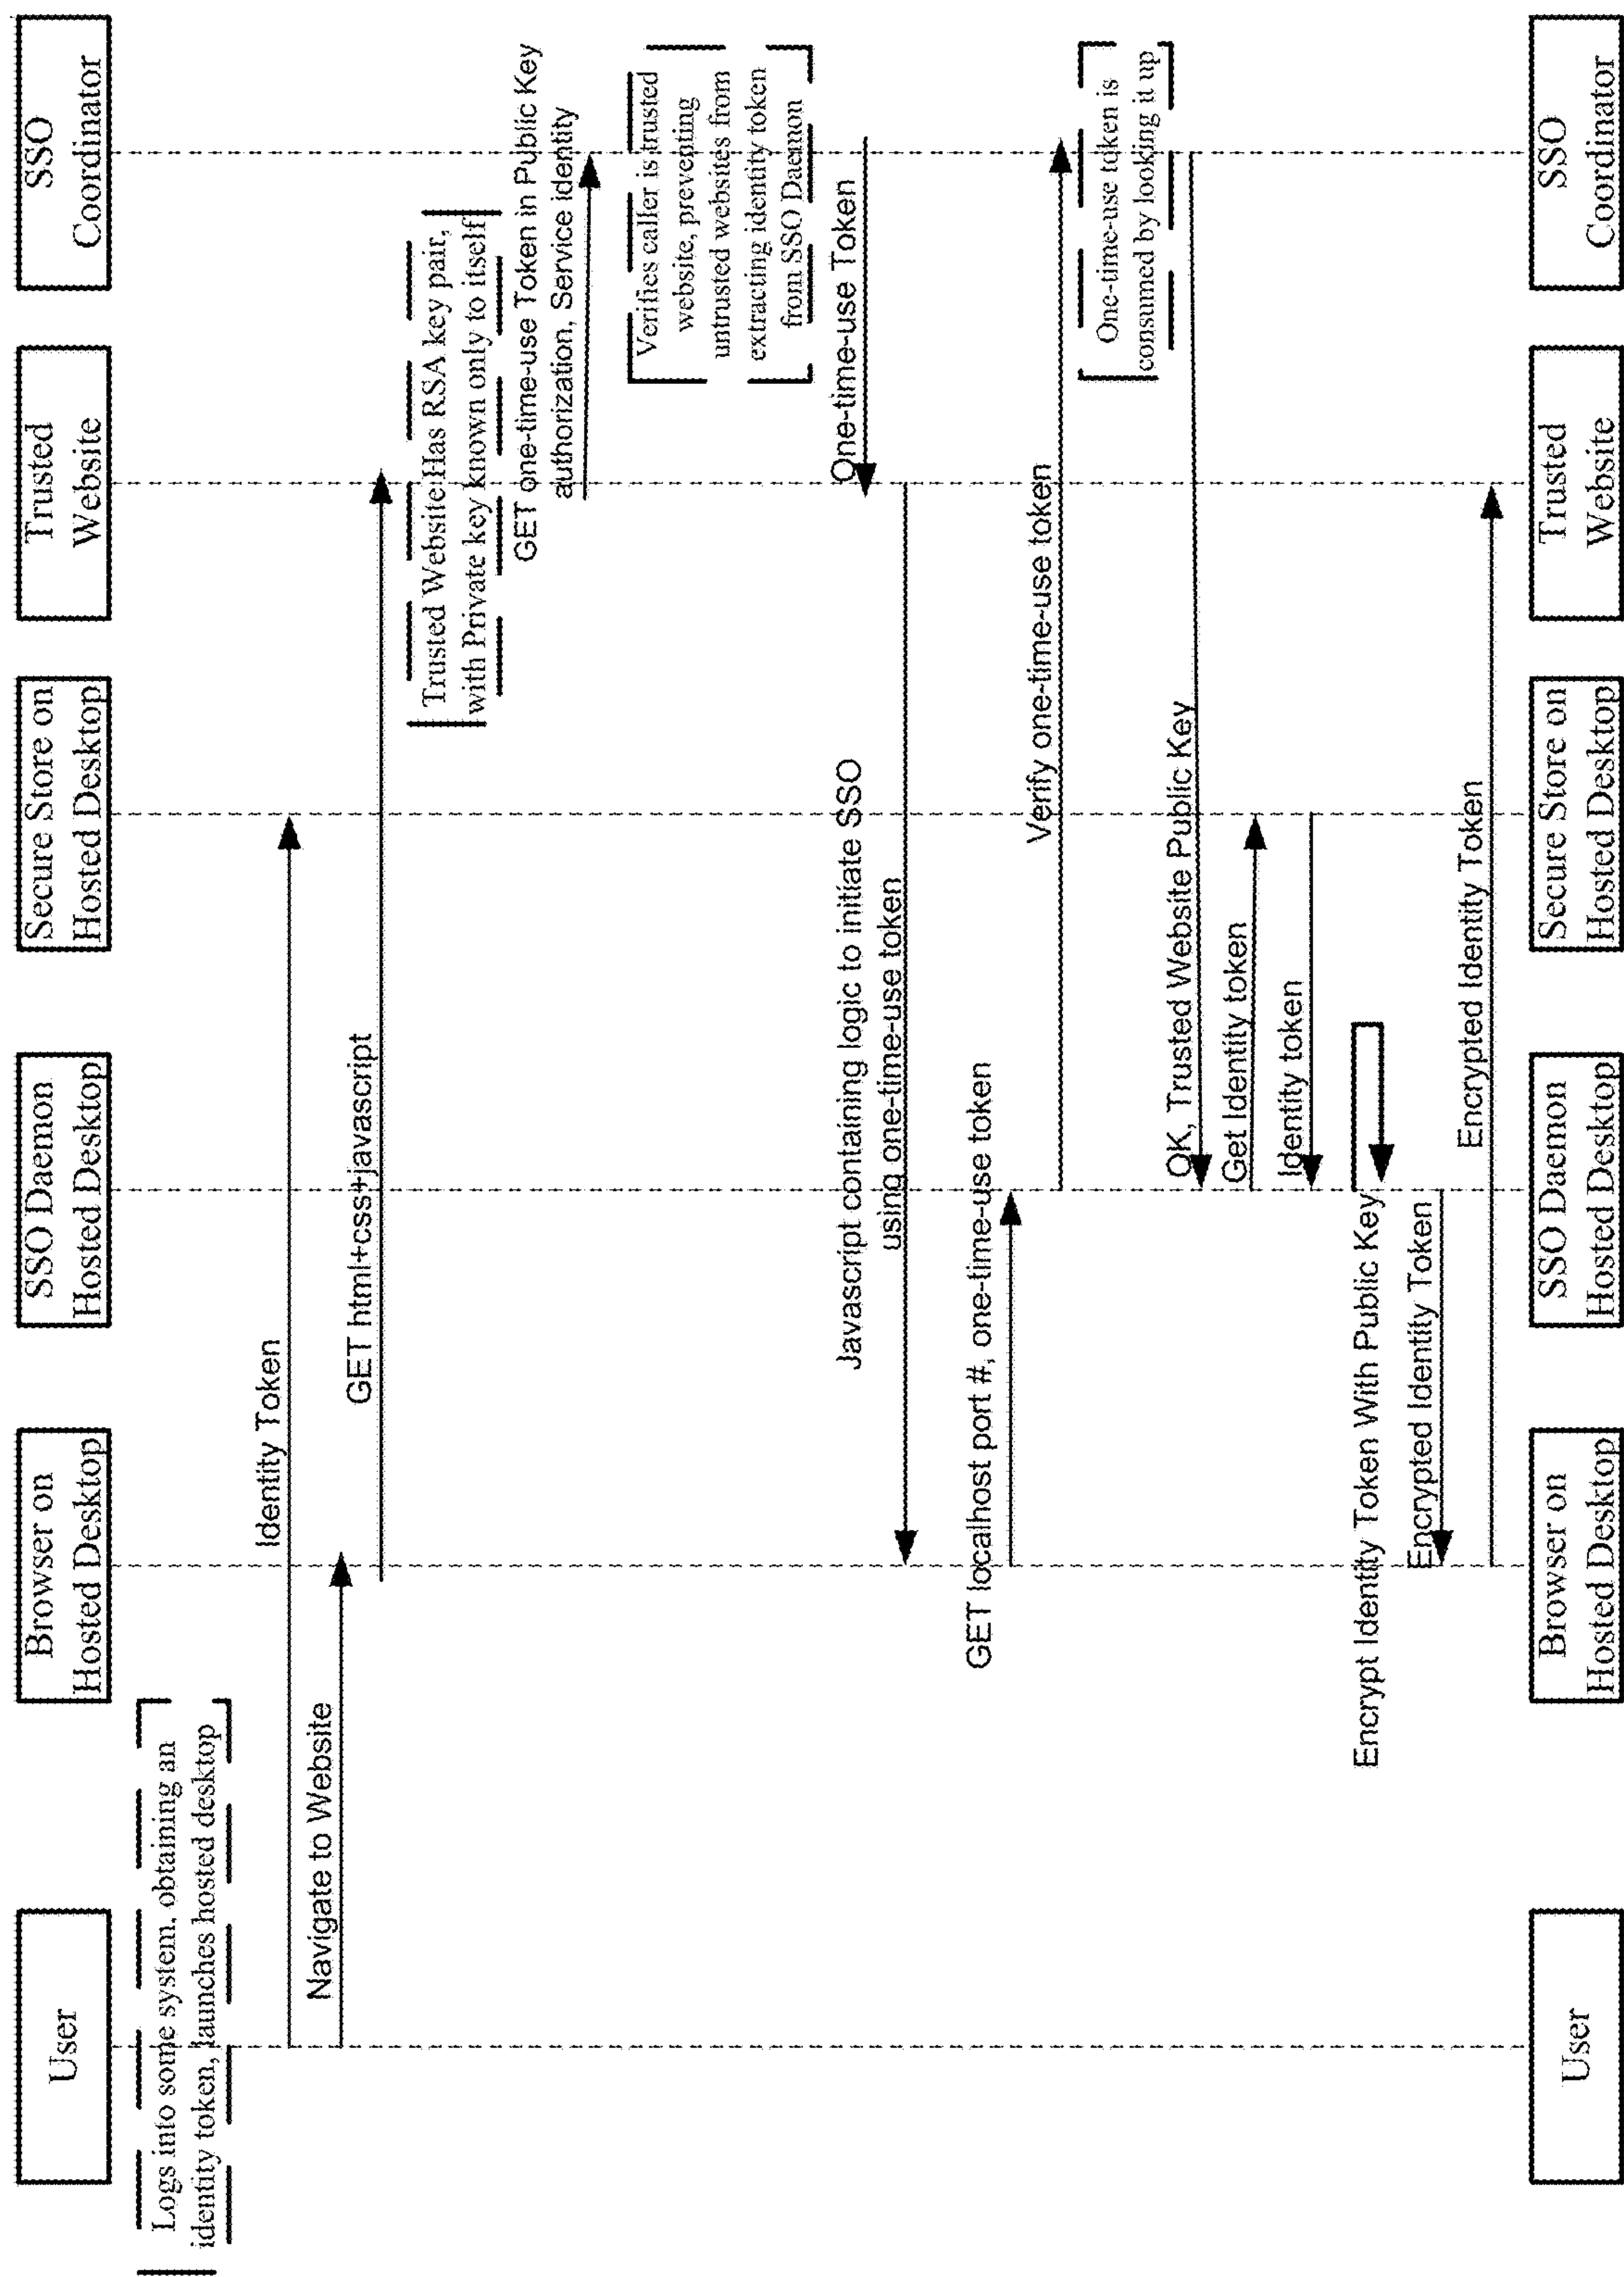 User
Browser on
Hosted Desktop
SSO Daemon
Hosted Desktop
Secure Store on
Hosted Desktop
Trusted
Website
SSO
Coordinator
Logs into some system, obtaining an
identity token, launches hosted desktop
Identity Token
Navigate to Website
GET html+css+javascript
Trusted Website Has RSA key pair,
with Private key known only to itself
GET one-time-use Token in Public Key
authorization, Service identity
Verifies caller is trusted
website, preventing
untrusted websites from
extracting identity token
from SSO Daemon
One-time-use Token
Javascript containing logic to initiate SSO
using one-time-use token
GET localhost port #, one-time-use token
Verify one-time-use token
One-time-use token is
consumed by looking it up
OK, Trusted Website Public Key
Get Identity token
Identity token
Encrypt Identity Token With Public Key
Encrypted Identity Token
Encrypted Identity Token
User
Browser on
Hosted Desktop
SSO Daemon
Hosted Desktop
Secure Store on
Hosted Desktop
Trusted
Website
SSO
Coordinator